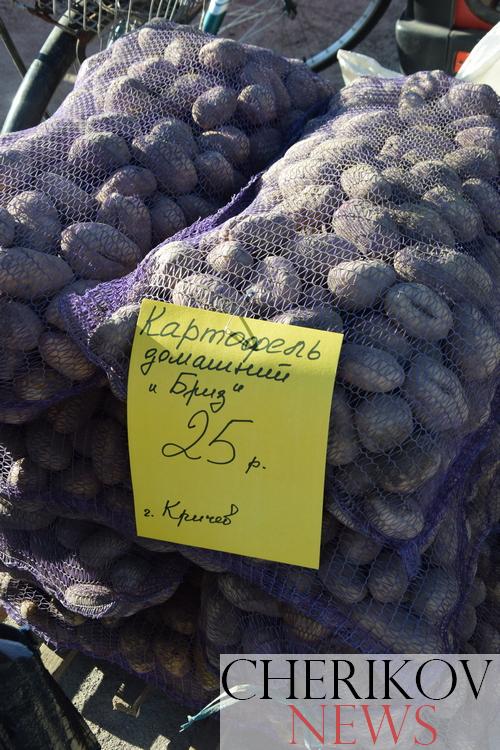 Картофель
домашний
"Бриз"
25 р.
г. Кричев
CHERIKOV
NEWS